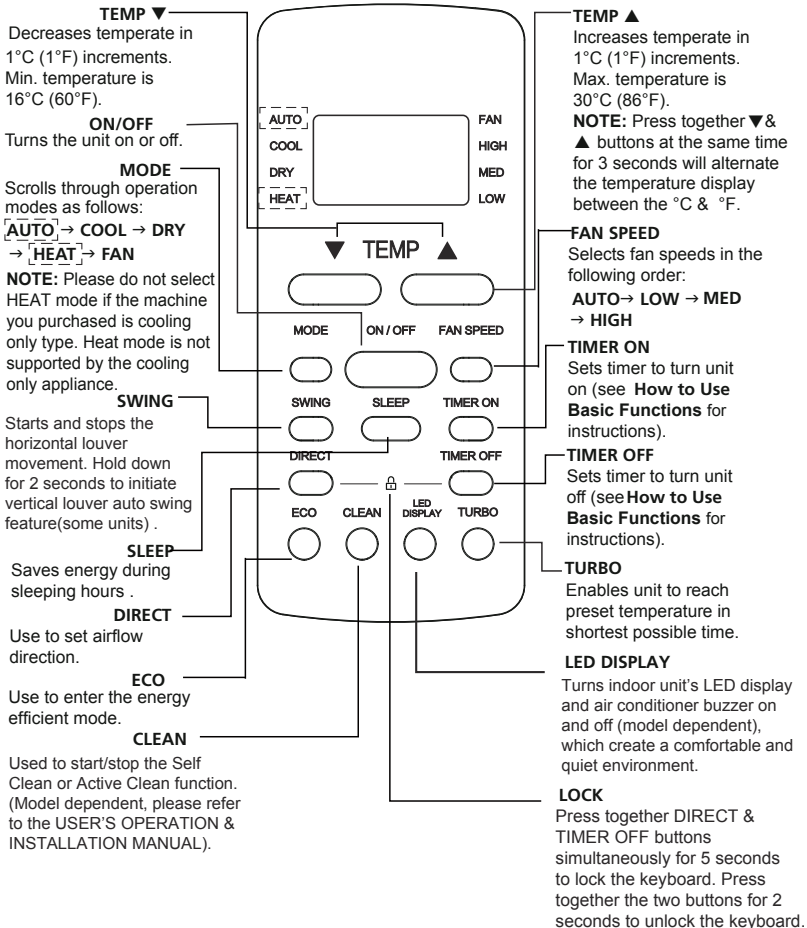 TEMP ▼
Decreases temperate in
1°C (1°F) increments.
Min. temperature is
16°C (60°F).
ON/OFF
Turns the unit on or off.
MODE
Scrolls through operation
modes as follows:
AUTO → COOL → DRY
→ HEAT → FAN
NOTE: Please do not select
HEAT mode if the machine
you purchased is cooling
only type. Heat mode is not
supported by the cooling
only appliance.
SWING
Starts and stops the
horizontal louver
movement. Hold down
for 2 seconds to initiate
vertical louver auto swing
feature(some units) .
SLEEP
Saves energy during
sleeping hours .
DIRECT
Use to set airflow
direction.
ECO
Use to enter the energy
efficient mode.
CLEAN
Used to start/stop the Self
Clean or Active Clean function.
(Model dependent, please refer
to the USER'S OPERATION &
INSTALLATION MANUAL).
AUTO
COOL
DRY
HEAT
FAN
HIGH
MED
LOW
▼ TEMP ▲
MODE ON / OFF FAN SPEED
SWING SLEEP TIMER ON
DIRECT TIMER OFF
ECO CLEAN LED DISPLAY TURBO
TEMP ▲
Increases temperate in
1°C (1°F) increments.
Max. temperature is
30°C (86°F).
NOTE: Press together ▼&
▲ buttons at the same time
for 3 seconds will alternate
the temperature display
between the °C & °F.
FAN SPEED
Selects fan speeds in the
following order:
AUTO→ LOW → MED
→ HIGH
TIMER ON
Sets timer to turn unit
on (see How to Use
Basic Functions for
instructions).
TIMER OFF
Sets timer to turn unit
off (see How to Use
Basic Functions for
instructions).
TURBO
Enables unit to reach
preset temperature in
shortest possible time.
LED DISPLAY
Turns indoor unit's LED display
and air conditioner buzzer on
and off (model dependent),
which create a comfortable and
quiet environment.
LOCK
Press together DIRECT &
TIMER OFF buttons
simultaneously for 5 seconds
to lock the keyboard. Press
together the two buttons for 2
seconds to unlock the keyboard.